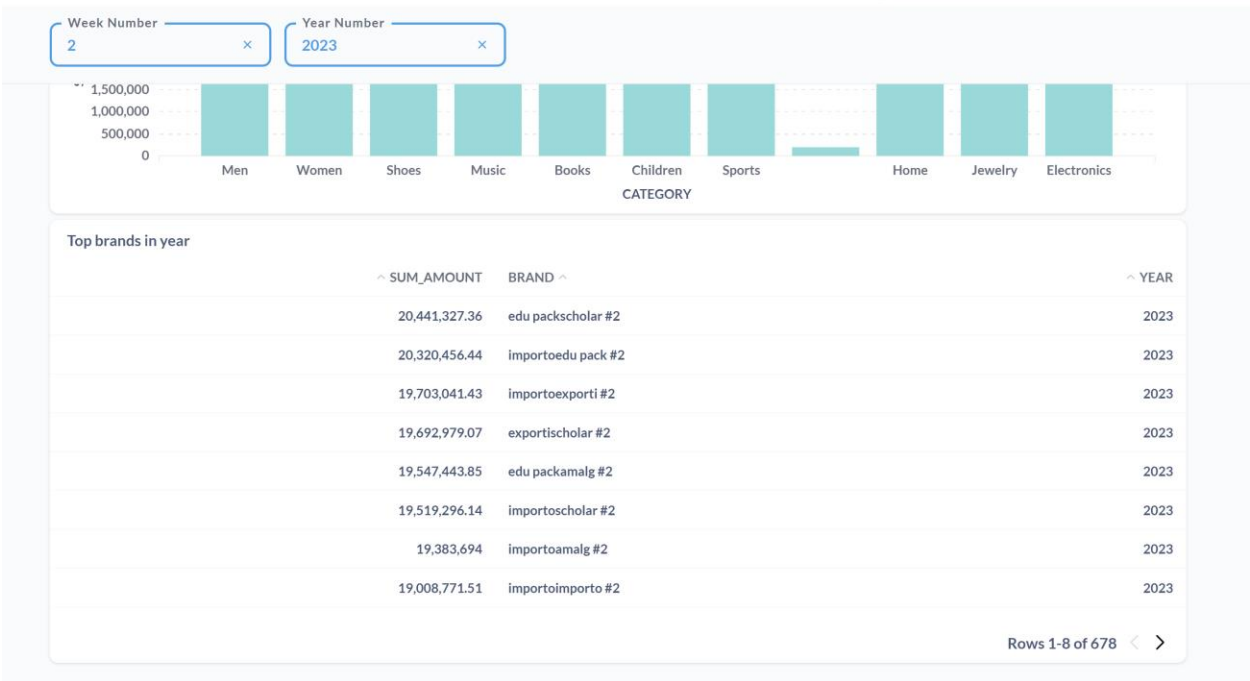 Week Number
2 ×
Year Number
2023 ×
1,500,000
1,000,000
500,000
0
Men Women Shoes Music Books Children Sports Home Jewelry Electronics
CATEGORY
Top brands in year
SUM_AMOUNT BRAND YEAR
20,441,327.36 edu packscholar #2 2023
20,320,456.44 importoedu pack #2 2023
19,703,041.43 importoexporti #2 2023
19,692,979.07 exportischolar #2 2023
19,547,443.85 edu packamalg #2 2023
19,519,296.14 importoscholar #2 2023
19,383,694 importoamalg #2 2023
19,008,771.51 importoimporto #2 2023
Rows 1-8 of 678